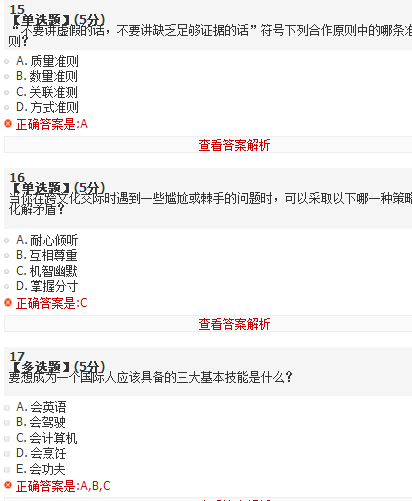 15
【单选题】(5分)
“不要讲虚假的话，不要讲缺乏足够证据的话”符号下列合作原则中的哪条准
则？
A. 质量准则
B. 数量准则
C. 关联准则
D. 方式准则
正确答案是:A
查看答案解析
16
【单选题】(5分)
当你在跨文化交际时遇到一些尴尬或棘手的问题时，可以采取以下哪一种策略
化解矛盾？
A. 耐心倾听
B. 互相尊重
C. 机智幽默
D. 掌握分寸
正确答案是:C
查看答案解析
17
【多选题】(5分)
要想成为一个国际人应该具备的三大基本技能是什么？
A. 会英语
B. 会驾驶
C. 会计算机
D. 会烹饪
E. 会功夫
正确答案是:A,B,C